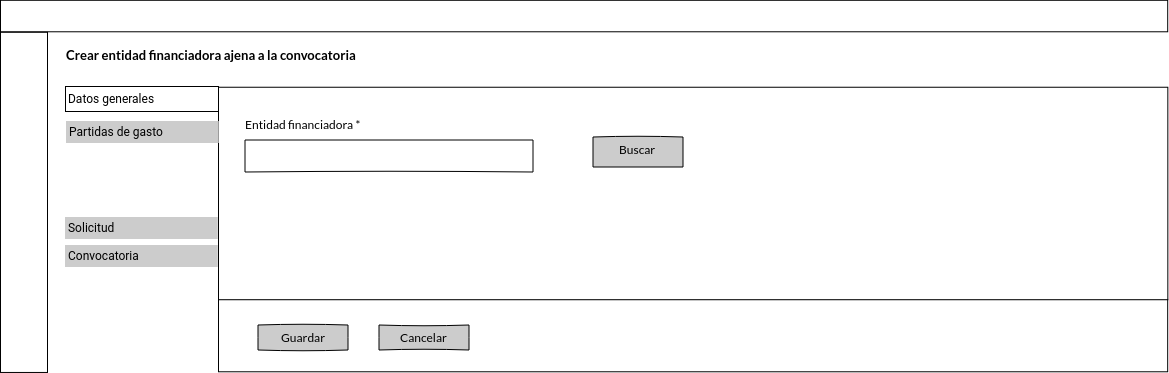 Crear entidad financiadora ajena a la convocatoria
Datos generales
Partidas de gasto
Solicitud
Convocatoria
Entidad financiadora *
Buscar
Guardar
Cancelar